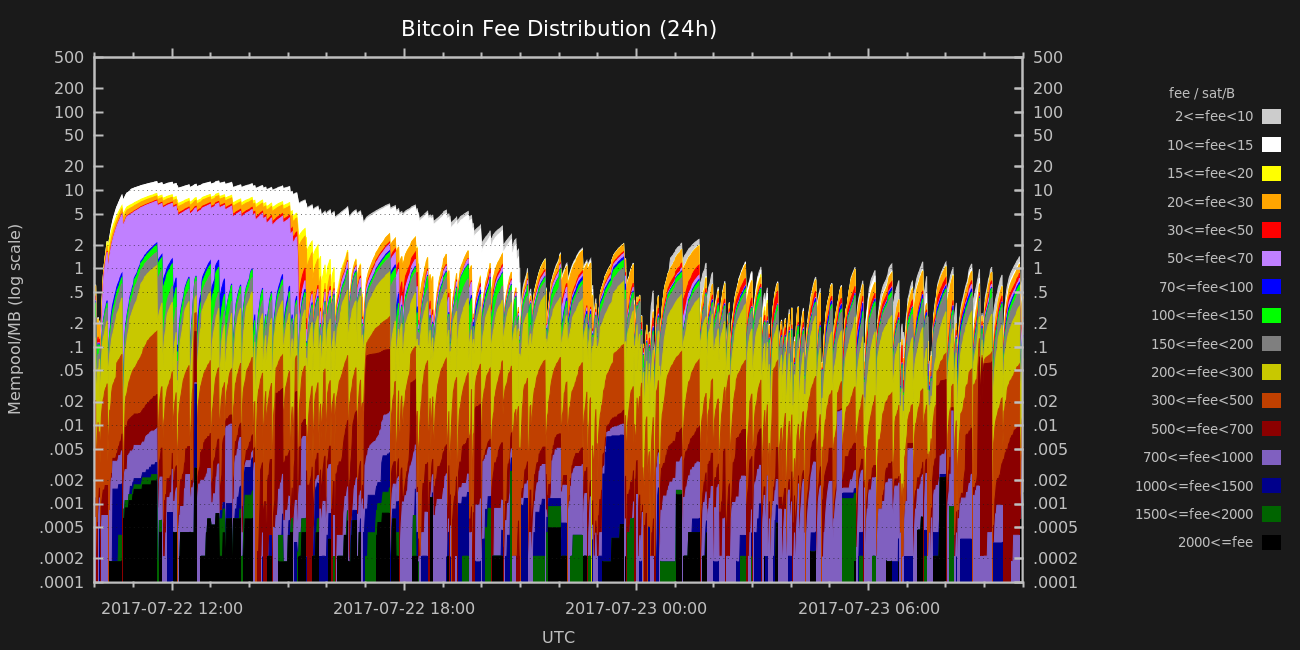 Bitcoin Fee Distribution (24h)
500
200
100
50
20
10
5
2
1
.5
.2
.1
.05
.02
.01
.005
.002
.001
.0005
.0002
.0001
Mempool/MB (log scale)
500
200
100
50
20
10
5
2
1
.5
.2
.1
.05
.02
.01
.005
.002
.001
.0005
.0002
.0001
2017-07-22 12:00
2017-07-22 18:00
2017-07-23 00:00
2017-07-23 06:00
UTC
fee / sat/B
2<=fee<10
10<=fee<15
15<=fee<20
20<=fee<30
30<=fee<50
50<=fee<70
70<=fee<100
100<=fee<150
150<=fee<200
200<=fee<300
300<=fee<500
500<=fee<700
700<=fee<1000
1000<=fee<1500
1500<=fee<2000
2000<=fee